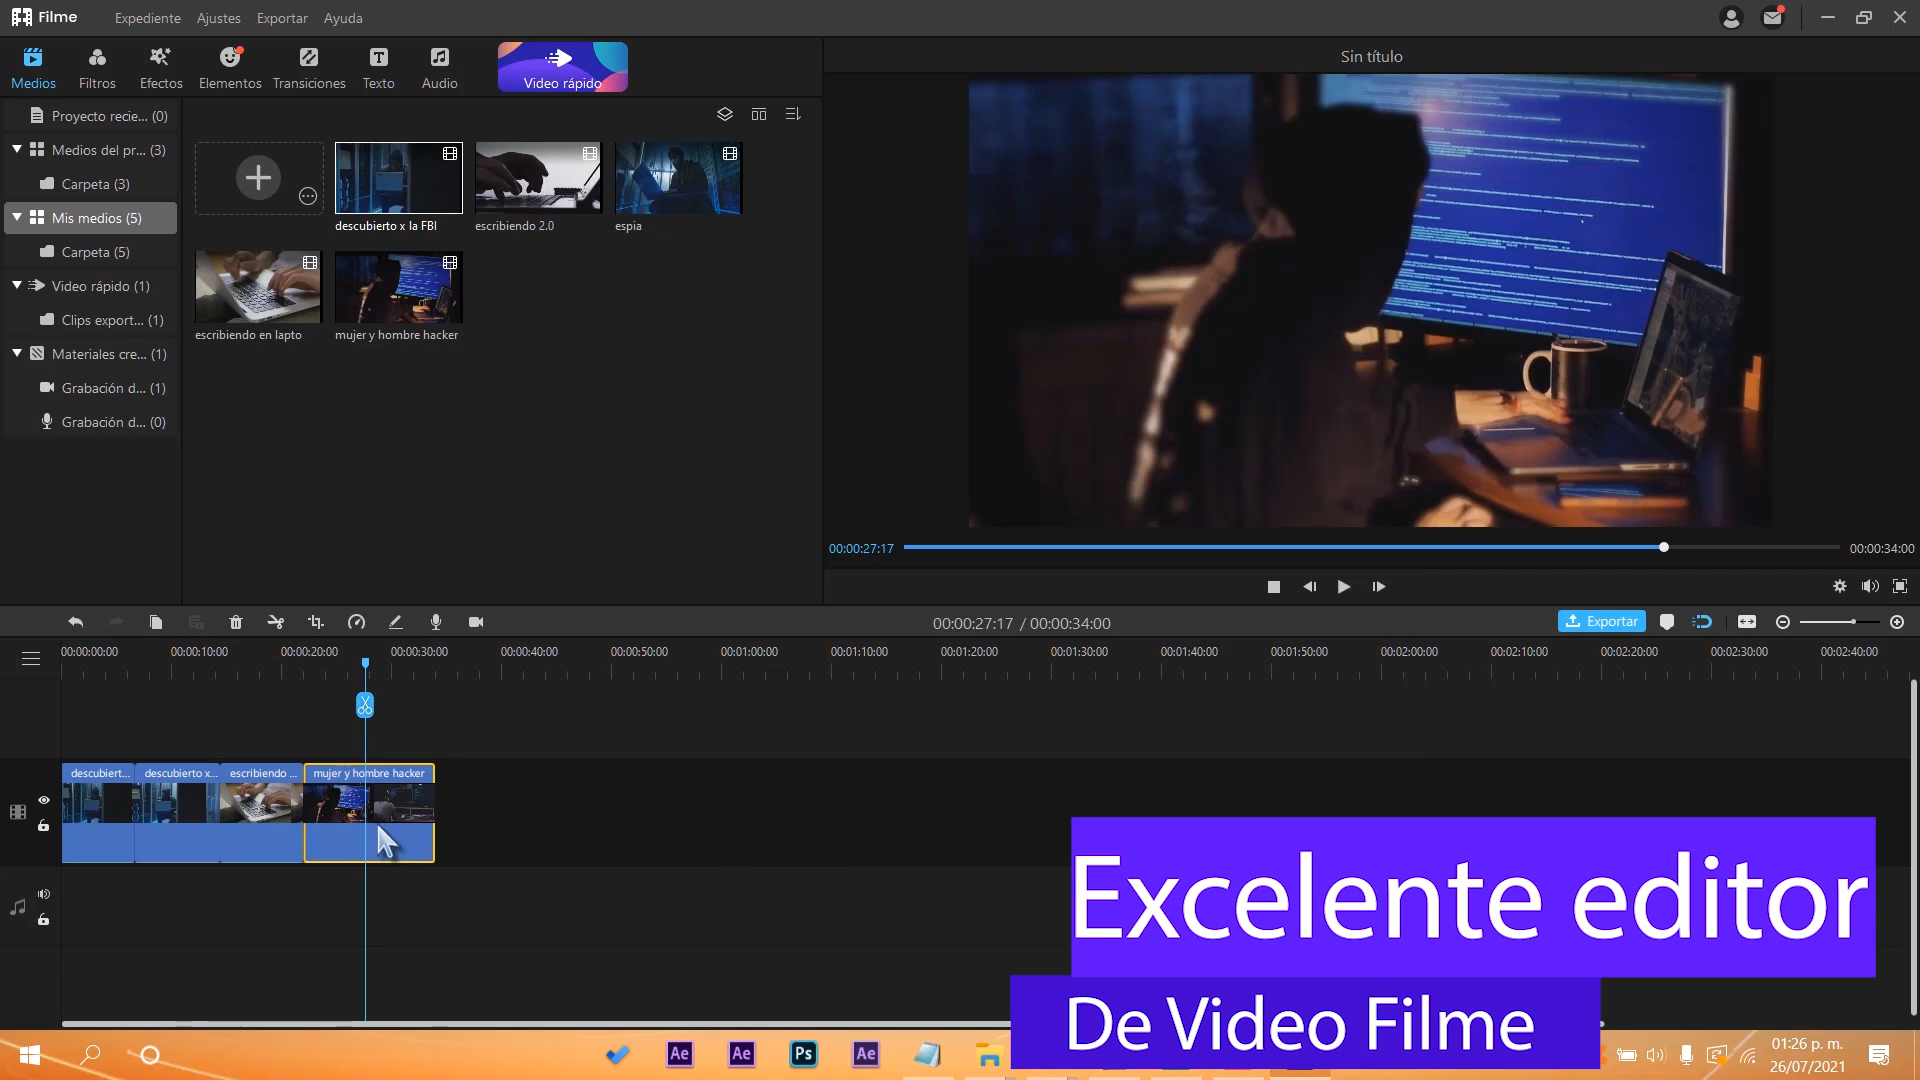 Filme
Expediente Ajustes Exportar Ayuda
Medios Filtros Efectos Elementos Transiciones Texto Audio Video rápido
Sin título
Proyecto recie... (0)
Medios del pr... (3)
Carpeta (3)
Mis medios (5)
Carpeta (5)
Video rápido (1)
Clips export... (1)
Materiales cre... (1)
Grabación d... (1)
Grabación d... (0)
descubierto x la FBI escribiendo 2.0 espia
escribiendo en lapto mujer y hombre hacker
00:00:27:17 00:00:34:00
00:00:27:17 / 00:00:34:00 Exportar
00:00:00:00 00:00:10:00 00:00:20:00 00:00:30:00 00:00:40:00 00:00:50:00 00:01:00:00 00:01:10:00 00:01:20:00 00:01:30:00 00:01:40:00 00:01:50:00 00:02:00:00 00:02:10:00 00:02:20:00 00:02:30:00 00:02:40:00
descubiert... descubierto x... escribiendo ... mujer y hombre hacker
Excelente editor
De Video Filme
Ae Ae Ps Ae
01:26 p. m.
26/07/2021